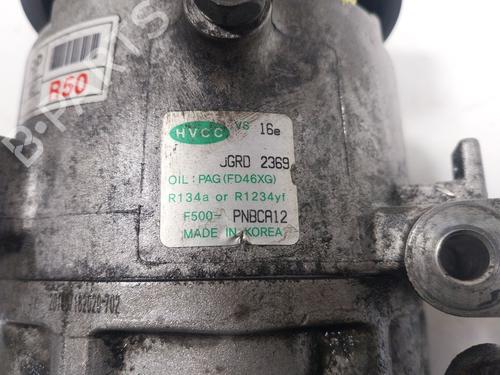 R50
HVCC VS 16e
JGRD 2369
OIL : PAG(FD46XG)
R134a or R1234yf
F500- PNBCA12
MADE IN KOREA
B-PARTS